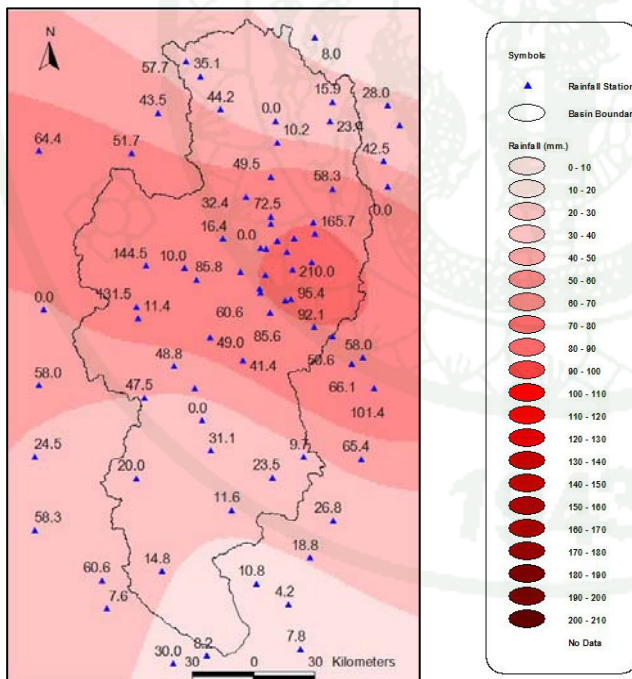 N
8.0
57.7 35.1
15.9 28.0
43.5 44.2
0.0 23.4
10.2
64.4 51.7 42.5
49.5 58.3
32.4 72.5 0.0
16.4 0.0 165.7
144.5 10.0 85.8 210.0
0.0 431.5 11.4 95.4
60.6 92.1
49.0 85.6 58.0
48.8 41.4 50.6
58.0 47.5 66.1
0.0 101.4
24.5 31.1 9.7 65.4
20.0 23.5
11.6 26.8
58.3
18.8
60.6 14.8 10.8
7.6 4.2
30.0 8.2 7.8
30 0 30 Kilometers
Symbols
Rainfall Station
Basin Boundar
Rainfall (mm.)
0 - 10
10 - 20
20 - 30
30 - 40
40 - 50
50 - 60
60 - 70
70 - 80
80 - 90
90 - 100
100 - 110
110 - 120
120 - 130
130 - 140
140 - 150
150 - 160
160 - 170
170 - 180
180 - 190
190 - 200
200 - 210
No Data